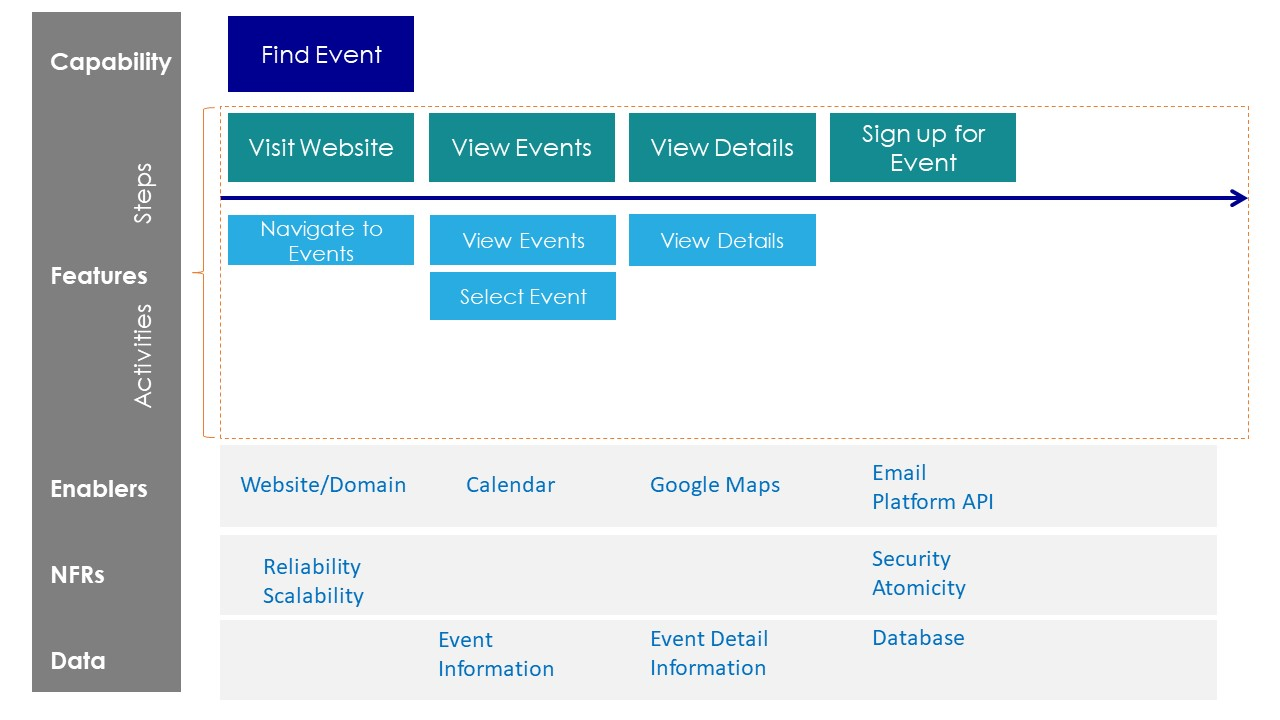 Capability
Find Event
Steps
Visit Website
View Events
View Details
Sign up for
Event
Features
Activities
Navigate to
Events
View Events
View Details
Select Event
Enablers
Website/Domain
Calendar
Google Maps
Email
Platform API
NFRs
Reliability
Scalability
Security
Atomicity
Data
Event
Information
Event Detail
Information
Database